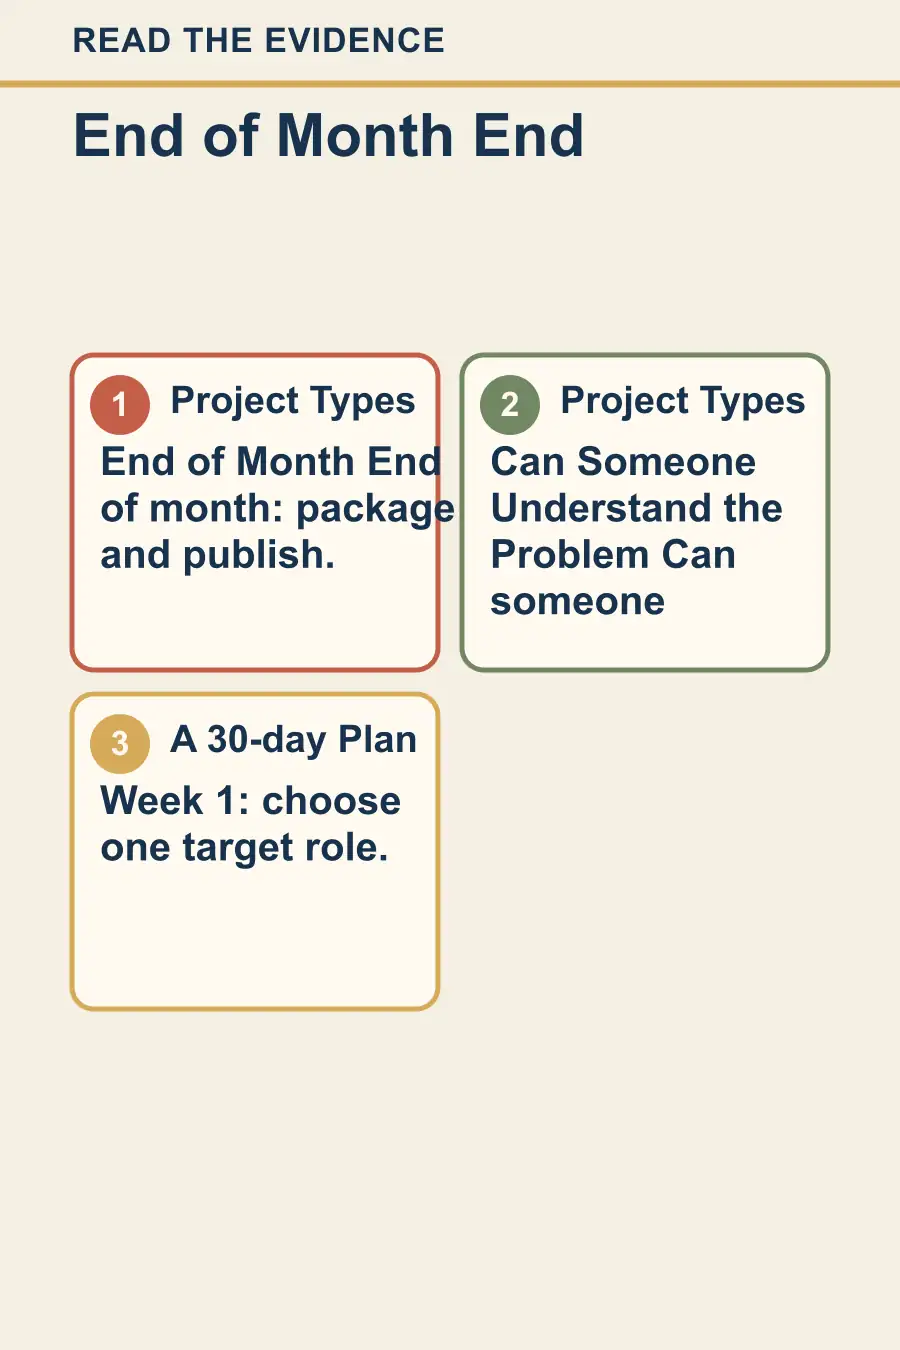 READ THE EVIDENCE
End of Month End
1 Project Types
End of Month End
of month: package
and publish.
2 Project Types
Can Someone
Understand the
Problem Can
someone
3 A 30-day Plan
Week 1: choose
one target role.